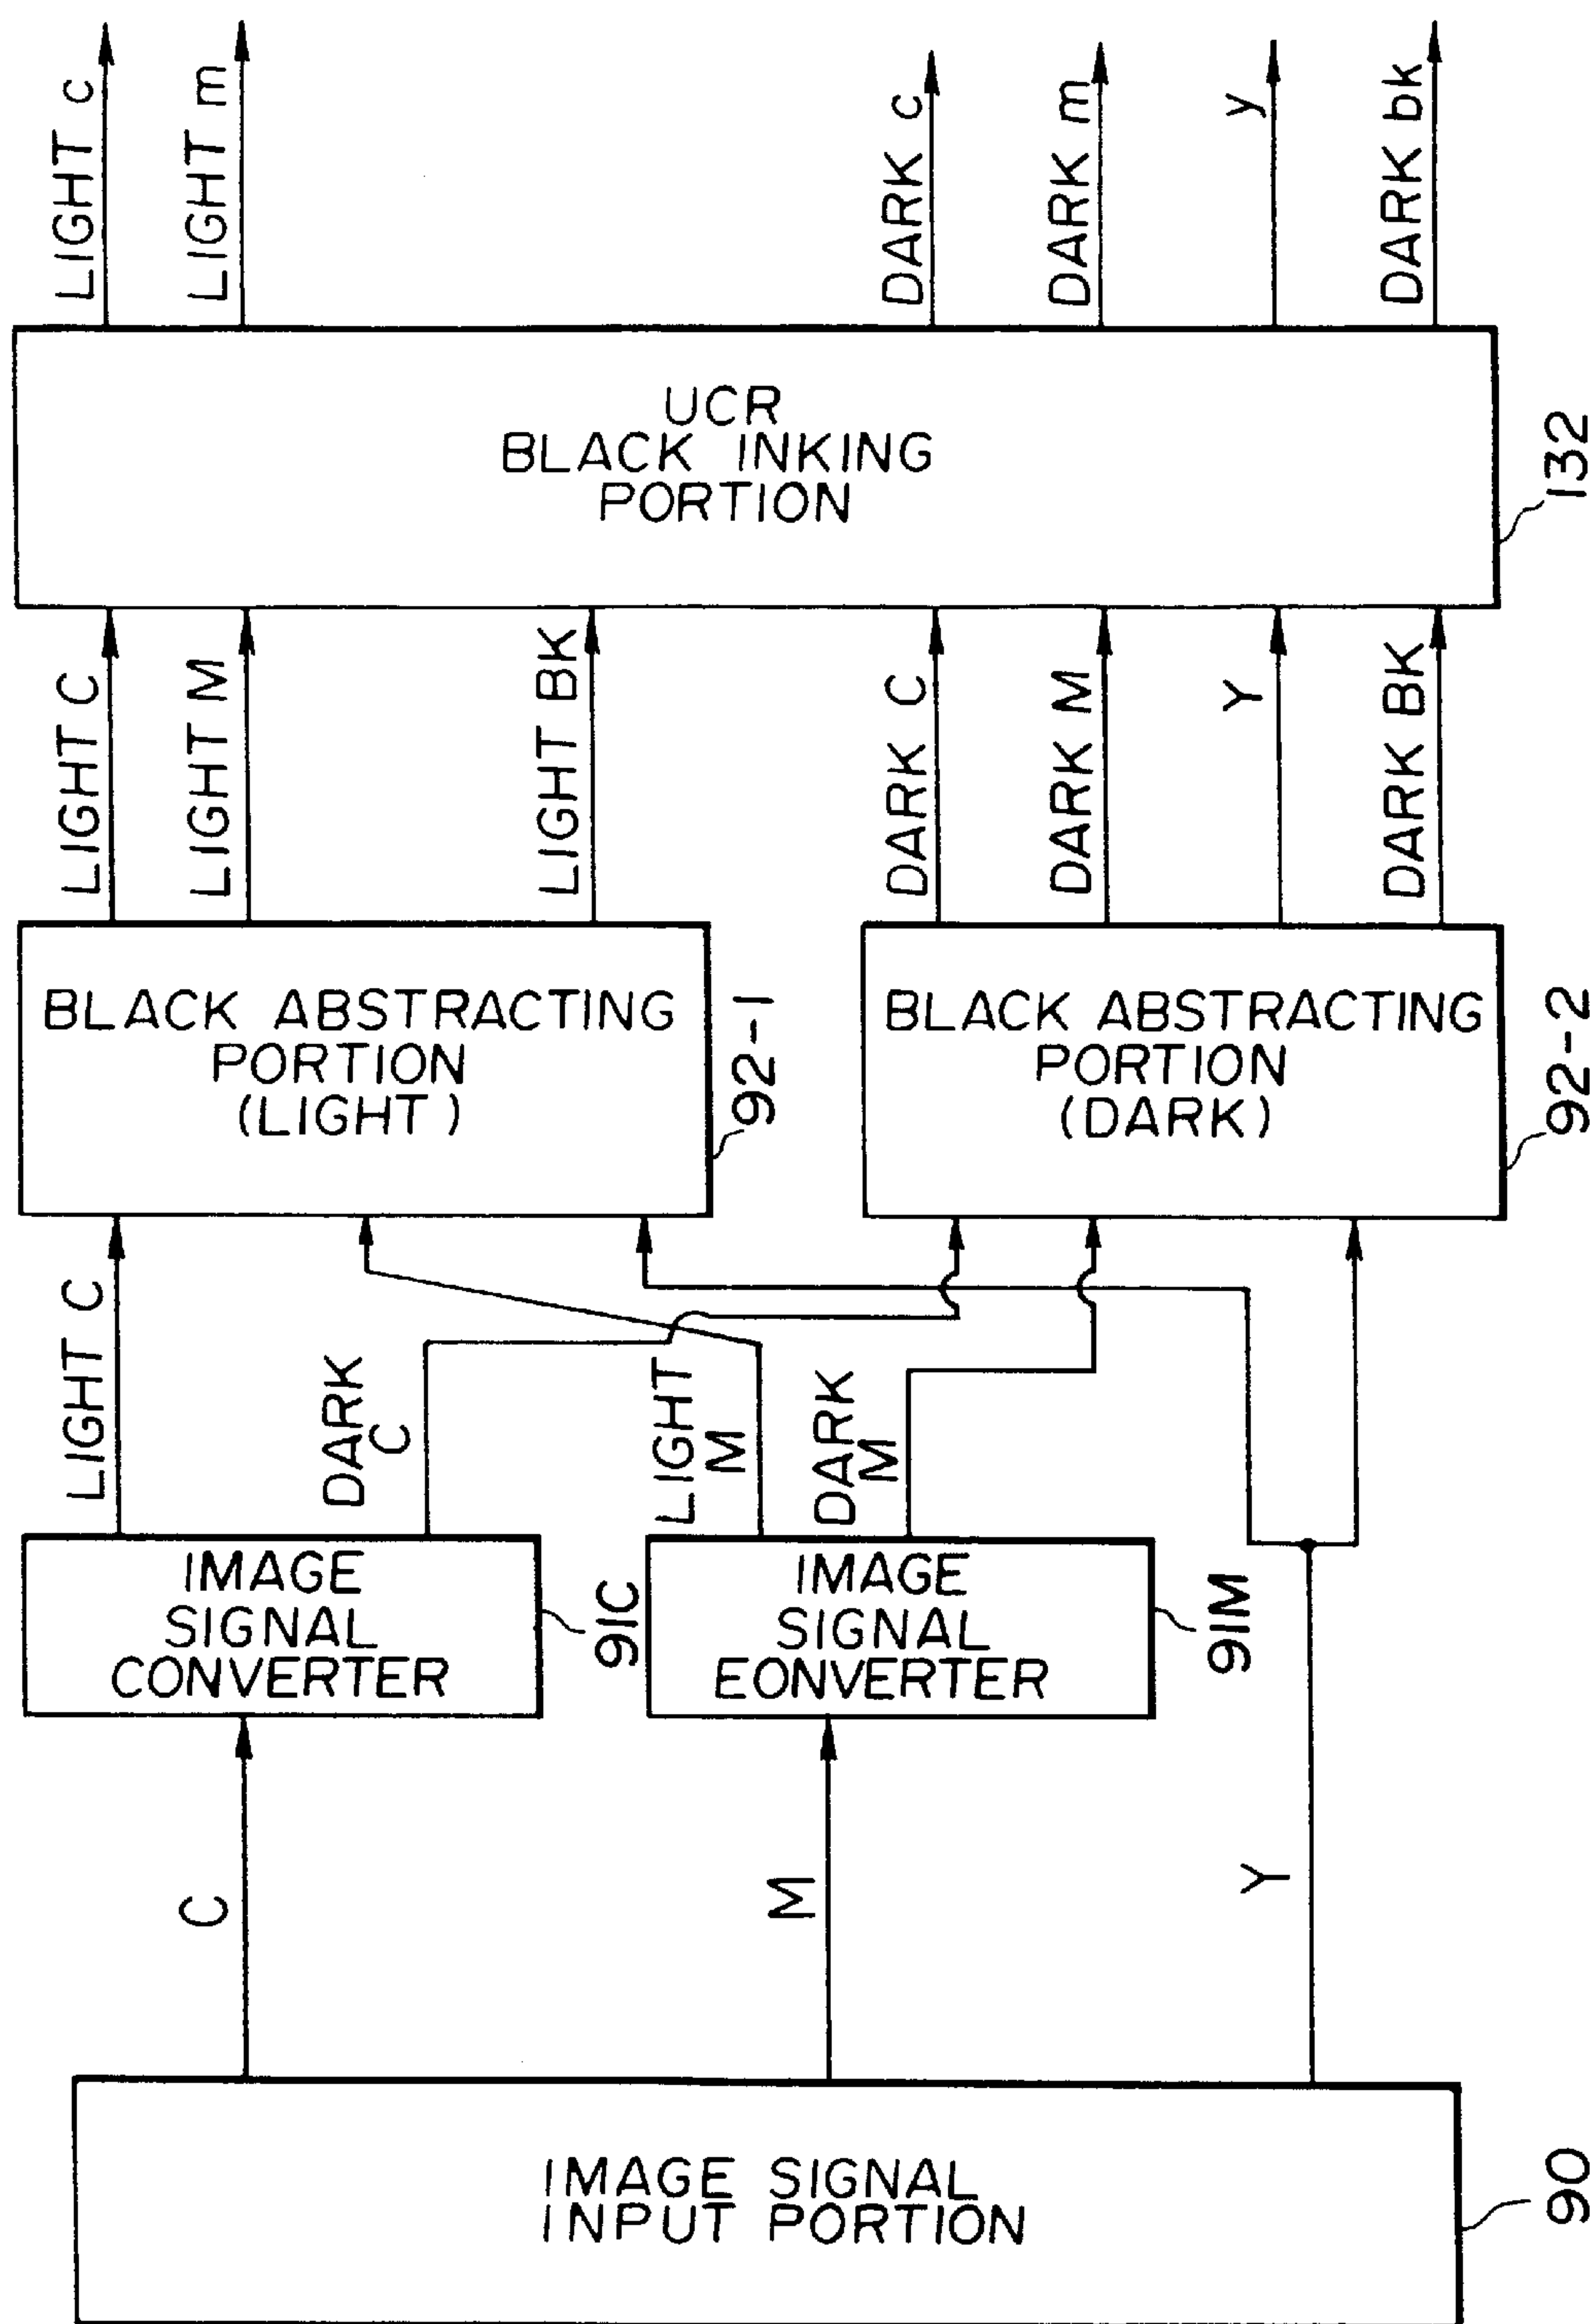 LIGHT c
LIGHT m
DARK c
DARK m
y
DARK bk
UCR
BLACK INKING
PORTION
132
LIGHT C
LIGHT M
LIGHT BK
DARK C
DARK M
Y
DARK BK
BLACK ABSTRACTING
PORTION
(LIGHT)
92-1
BLACK ABSTRACTING
PORTION
(DARK)
92-2
LIGHT C
DARK
C
LIGHT
M
DARK
M
IMAGE
SIGNAL
CONVERTER
91C
IMAGE
SIGNAL
EONVERTER
91M
C
M
Y
IMAGE SIGNAL
INPUT PORTION
90